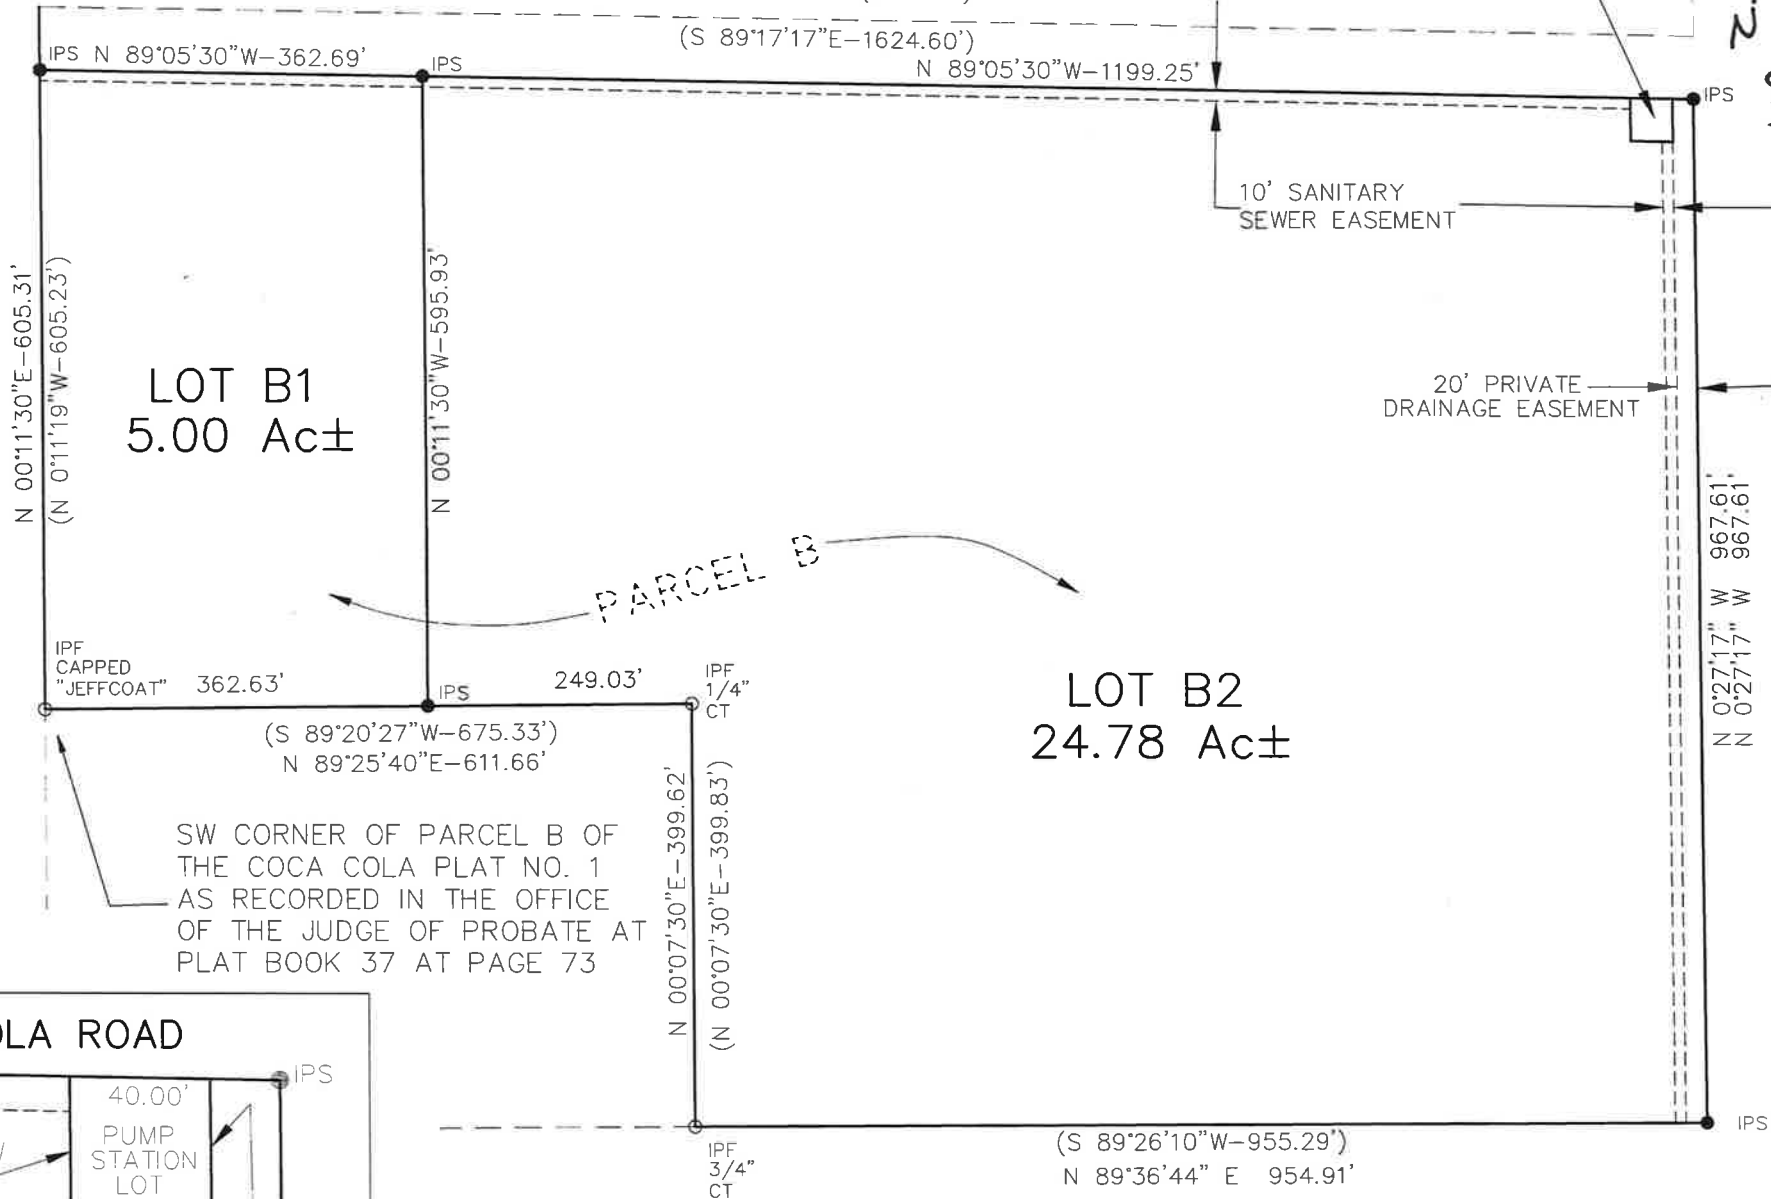 (S 89°17'17"E-1624.60')
IPS N 89°05'30"W-362.69'
IPS
N 89°05'30"W-1199.25'
IPS
10' SANITARY
SEWER EASEMENT
N 00°11'30"E-605.31'
(N 0°11'19"W-605.23')
N 00°11'30"W-595.93'
LOT B1
5.00 Ac±
20' PRIVATE
DRAINAGE EASEMENT
N 0°27'17" W 967.61'
N 0°27'17" W 967.61'
PARCEL B
IPF
CAPPED
"JEFFCOAT"
362.63'
IPS
249.03'
IPF
1/4"
CT
LOT B2
24.78 Ac±
(S 89°20'27"W-675.33')
N 89°25'40"E-611.66'
N 00°07'30"E-399.62'
(N 00°07'30"E-399.83')
SW CORNER OF PARCEL B OF
THE COCA COLA PLAT NO. 1
AS RECORDED IN THE OFFICE
OF THE JUDGE OF PROBATE AT
PLAT BOOK 37 AT PAGE 73
OLA ROAD
IPS
40.00'
PUMP
STATION
LOT
IPF
3/4"
CT
(S 89°26'10"W-955.29')
N 89°36'44" E 954.91'
IPS